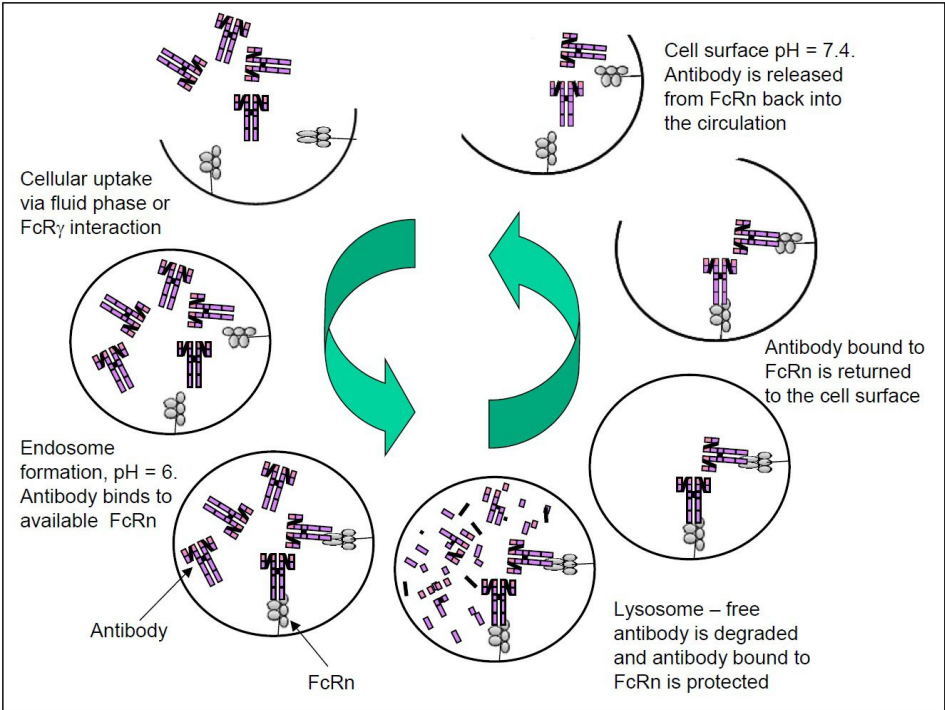 Cell surface pH = 7.4.
Antibody is released
from FcRn back into
the circulation
Cellular uptake
via fluid phase or
FcRγ interaction
Antibody bound to
FcRn is returned
to the cell surface
Endosome
formation, pH = 6.
Antibody binds to
available FcRn
Lysosome – free
antibody is degraded
and antibody bound to
FcRn is protected
Antibody
FcRn